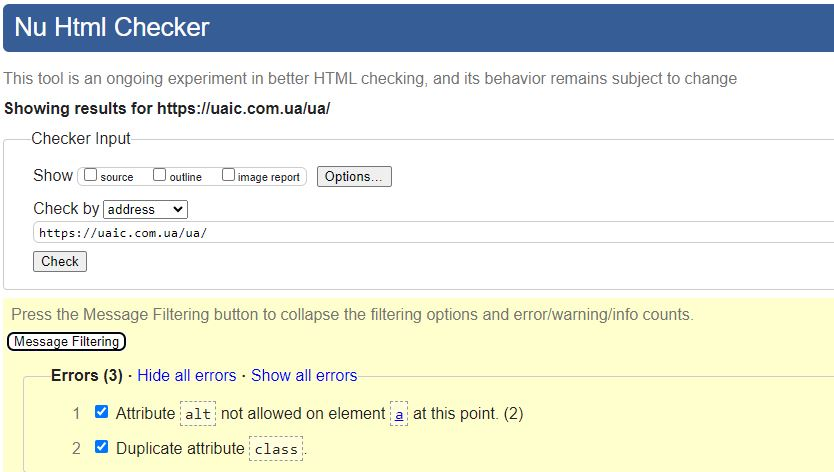 Nu Html Checker
This tool is an ongoing experiment in better HTML checking, and its behavior remains subject to change
Showing results for https://uaic.com.ua/ua/
Checker Input
Show source outline image report Options...
Check by address
https://uaic.com.ua/ua/
Check
Press the Message Filtering button to collapse the filtering options and error/warning/info counts.
Message Filtering
Errors (3) · Hide all errors · Show all errors
1 Attribute alt not allowed on element a at this point. (2)
2 Duplicate attribute class.